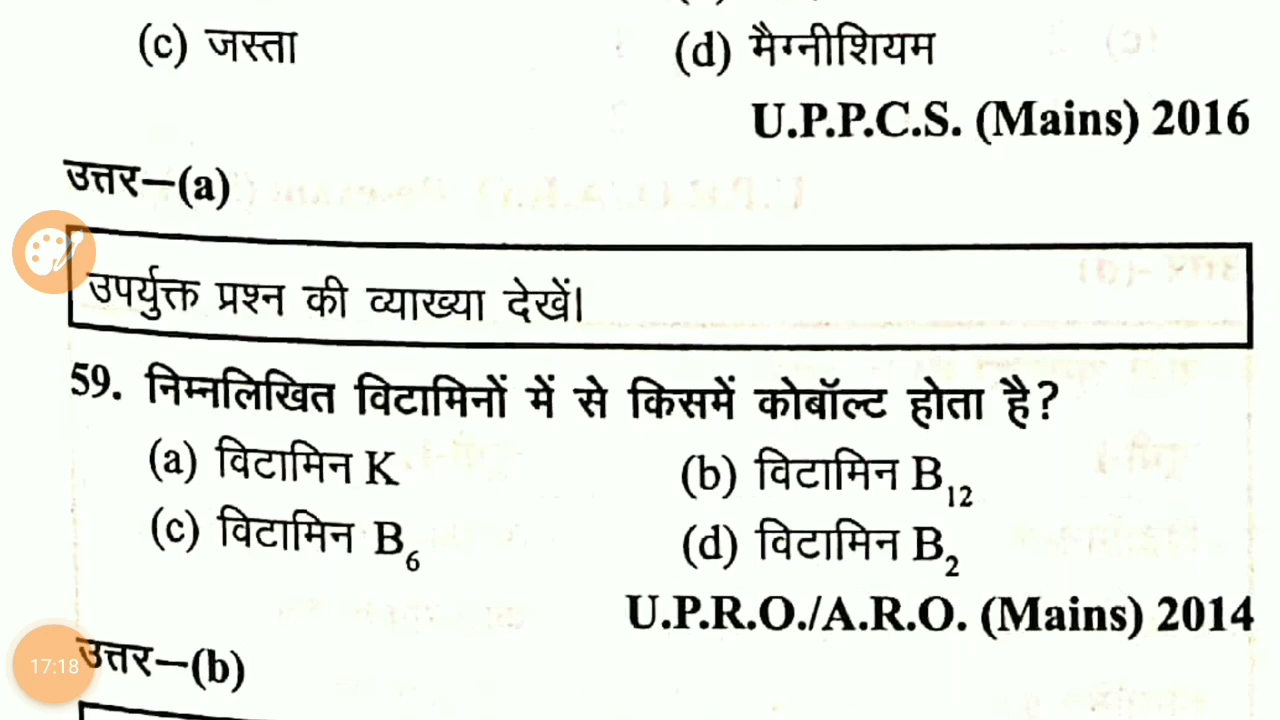 (c) जस्ता (d) मैग्नीशियम
U.P.P.C.S. (Mains) 2016
उत्तर–(a)
उपर्युक्त प्रश्न की व्याख्या देखें।
59. निम्नलिखित विटामिनों में से किसमें कोबॉल्ट होता है?
(a) विटामिन K (b) विटामिन B₁₂
(c) विटामिन B₆ (d) विटामिन B₂
U.P.R.O./A.R.O. (Mains) 2014
17:18 उत्तर–(b)